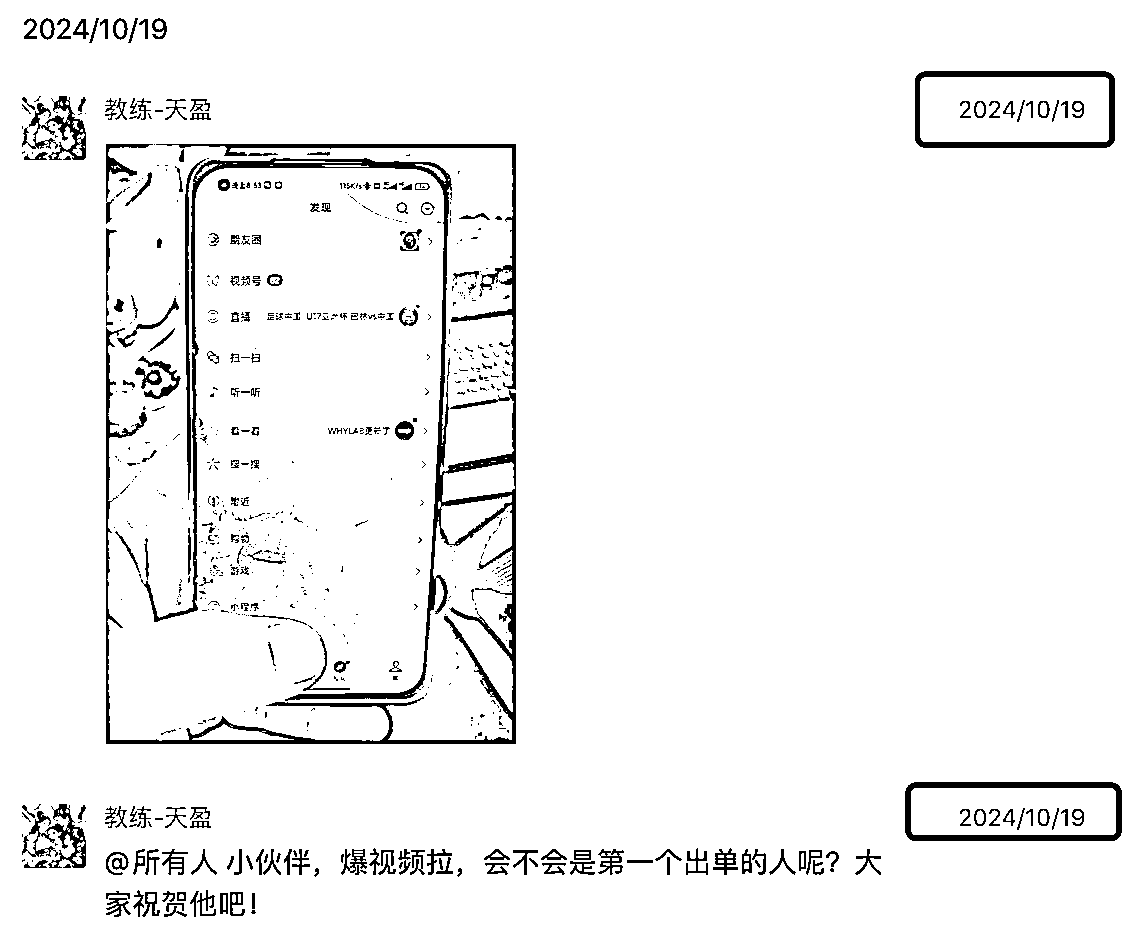 2024/10/19
教练-天盈
2024/10/19
发现
朋友圈
视频号
直播
扫一扫
听一听
看一看 WHYLAB更新了
搜一搜
附近
购物
游戏
小程序
教练-天盈
2024/10/19
@所有人 小伙伴，爆视频拉，会不会是第一个出单的人呢？大
家祝贺他吧！